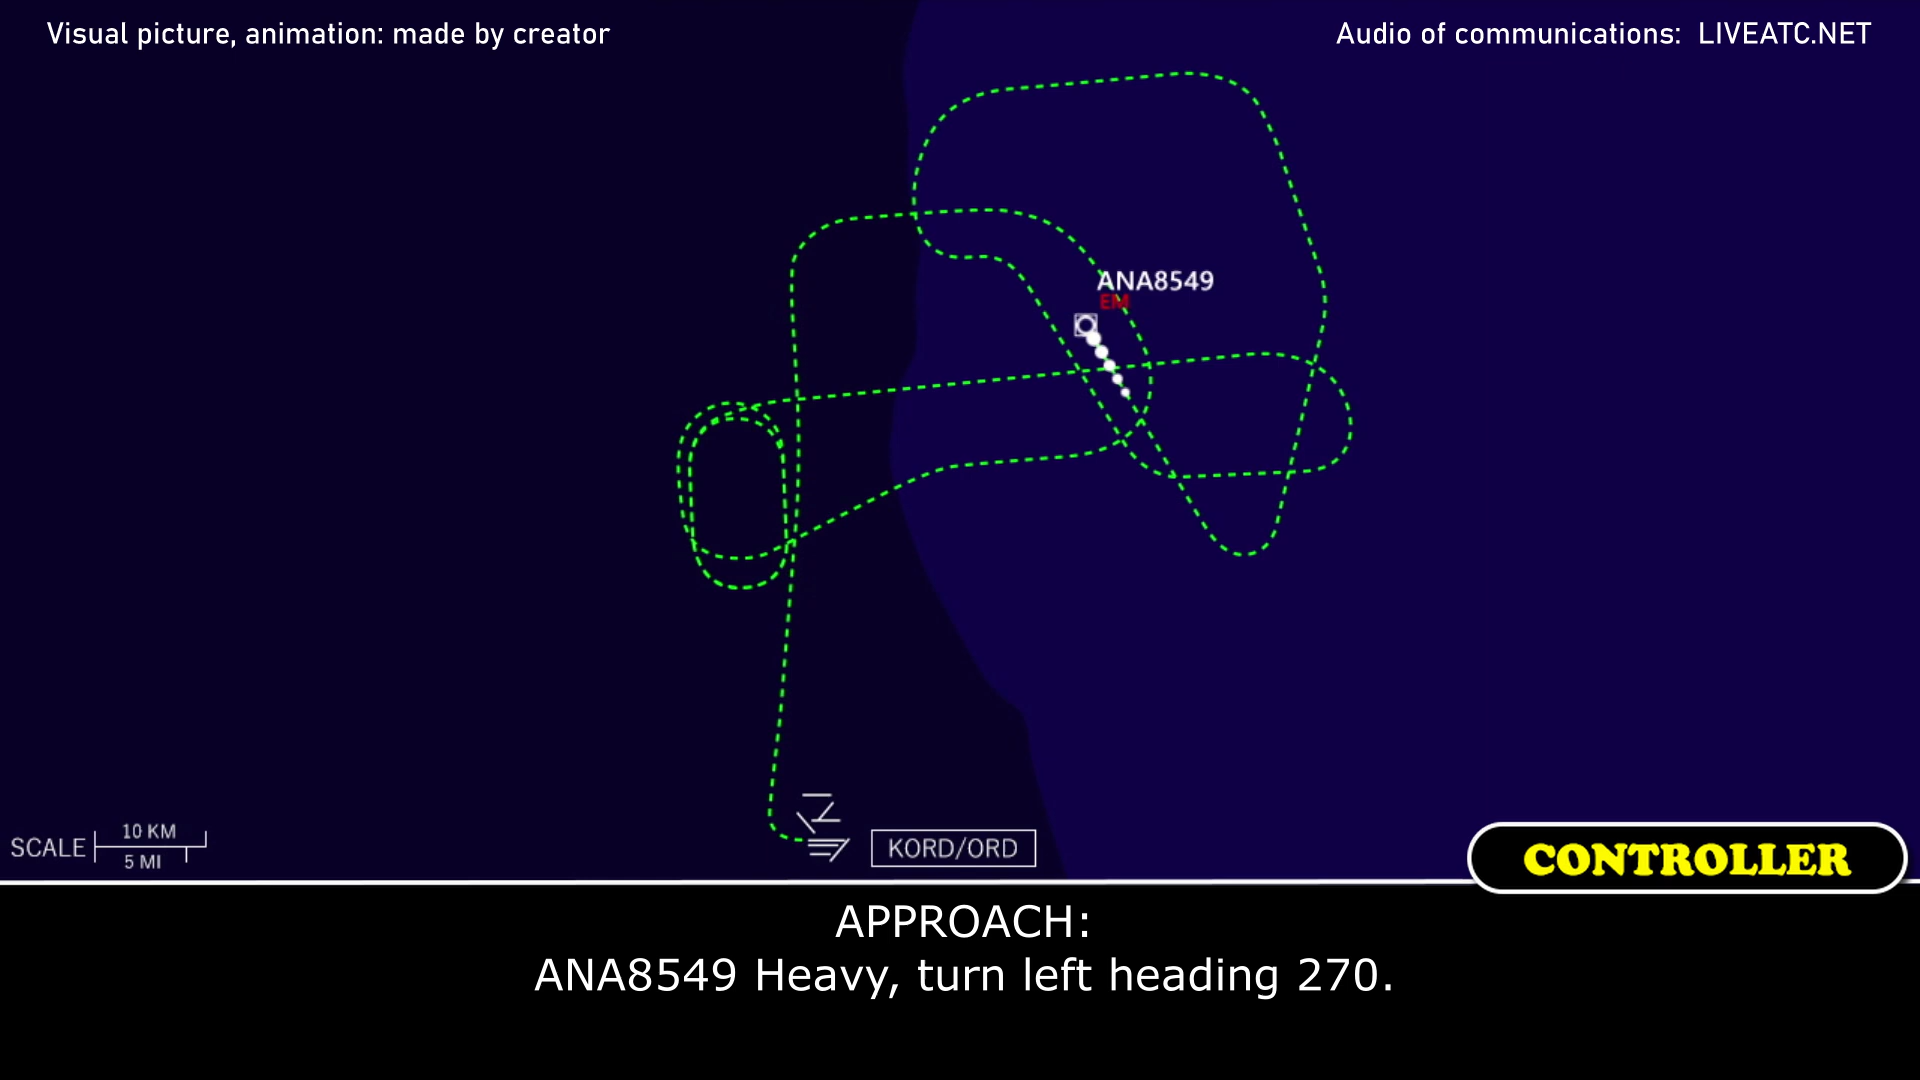 Visual picture, animation: made by creator
Audio of communications: LIVEATC.NET
ANA8549
EM
SCALE
10 KM
5 MI
KORD/ORD
CONTROLLER
APPROACH:
ANA8549 Heavy, turn left heading 270.